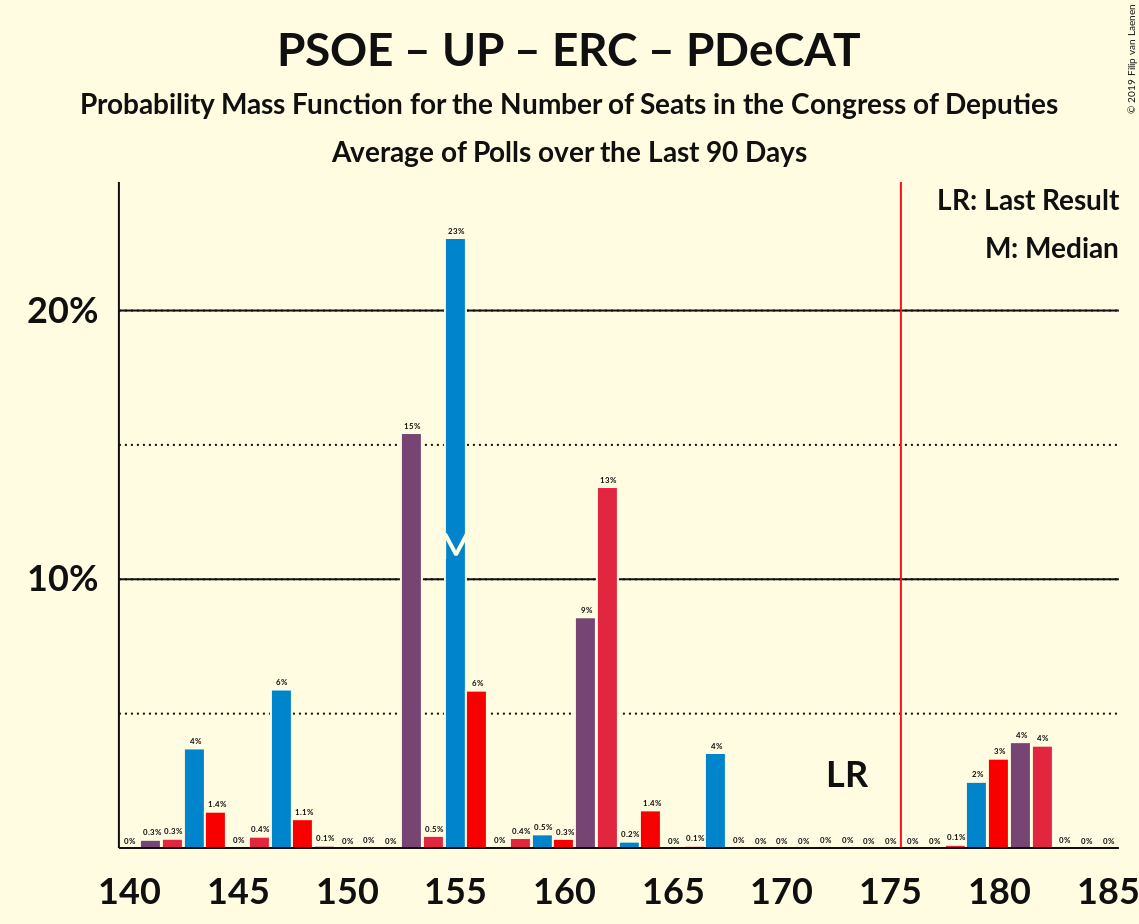 PSOE – UP – ERC – PDeCAT
Probability Mass Function for the Number of Seats in the Congress of Deputies
Average of Polls over the Last 90 Days
© 2019 Filip van Laenen
LR: Last Result
M: Median
20%
10%
0% 0.3% 0.3% 4% 1.4% 0% 0.4% 6% 1.1% 0.1% 0% 0% 0% 15% 0.5% 23% 6% 0% 0.4% 0.5% 0.3% 9% 13% 0.2% 1.4% 0% 0.1% 4% 0% 0% 0% 0% 0% 0% 0% 0% 0% 0% 0.1% 2% 3% 4% 4% 0% 0% 0%
M
LR
140 145 150 155 160 165 170 175 180 185